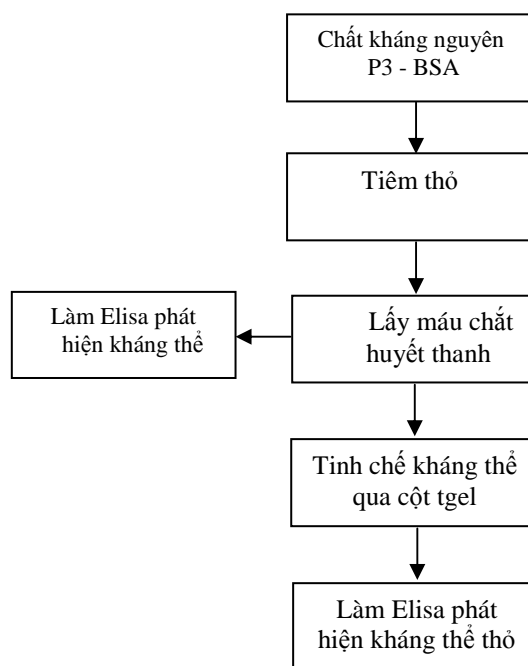 Chất kháng nguyên
P3 - BSA
Tiêm thỏ
Làm Elisa phát
hiện kháng thể
Lấy máu chắt
huyết thanh
Tinh chế kháng thể
qua cột tgel
Làm Elisa phát
hiện kháng thể thỏ